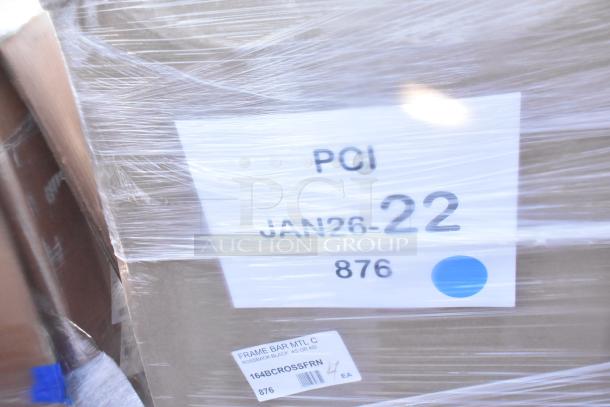 PCI
JAN26-22
876
PCI
AUCTION GROUP
FRAME BAR MTL C
164BCROSSFRN
4 EA
876